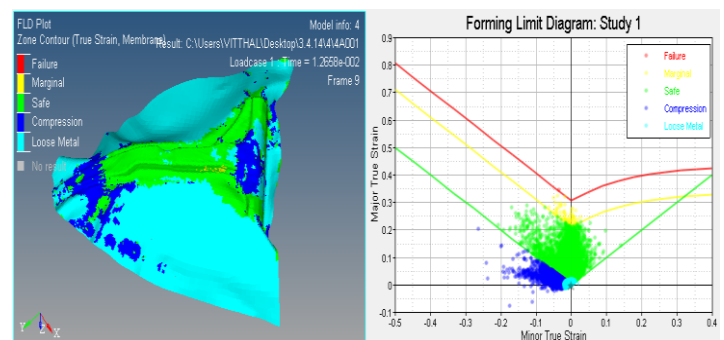 FLD Plot
Zone Contour (True Strain, Membrane)
Failure
Marginal
Safe
Compression
Loose Metal
No result
Model info: 4
Result: C:\Users\VITTHAL\Desktop\3.4.14\4\4A001
Loadcase 1 : Time = 1.2658e-002
Frame 9
Y Z X
Forming Limit Diagram: Study 1
Failure
Marginal
Safe
Compression
Loose Metal
Major True Strain
0.9
0.8
0.7
0.6
0.5
0.4
0.3
0.2
0.1
0
-0.1
-0.5 -0.4 -0.3 -0.2 -0.1 0 0.1 0.2 0.3 0.4
Minor True Strain